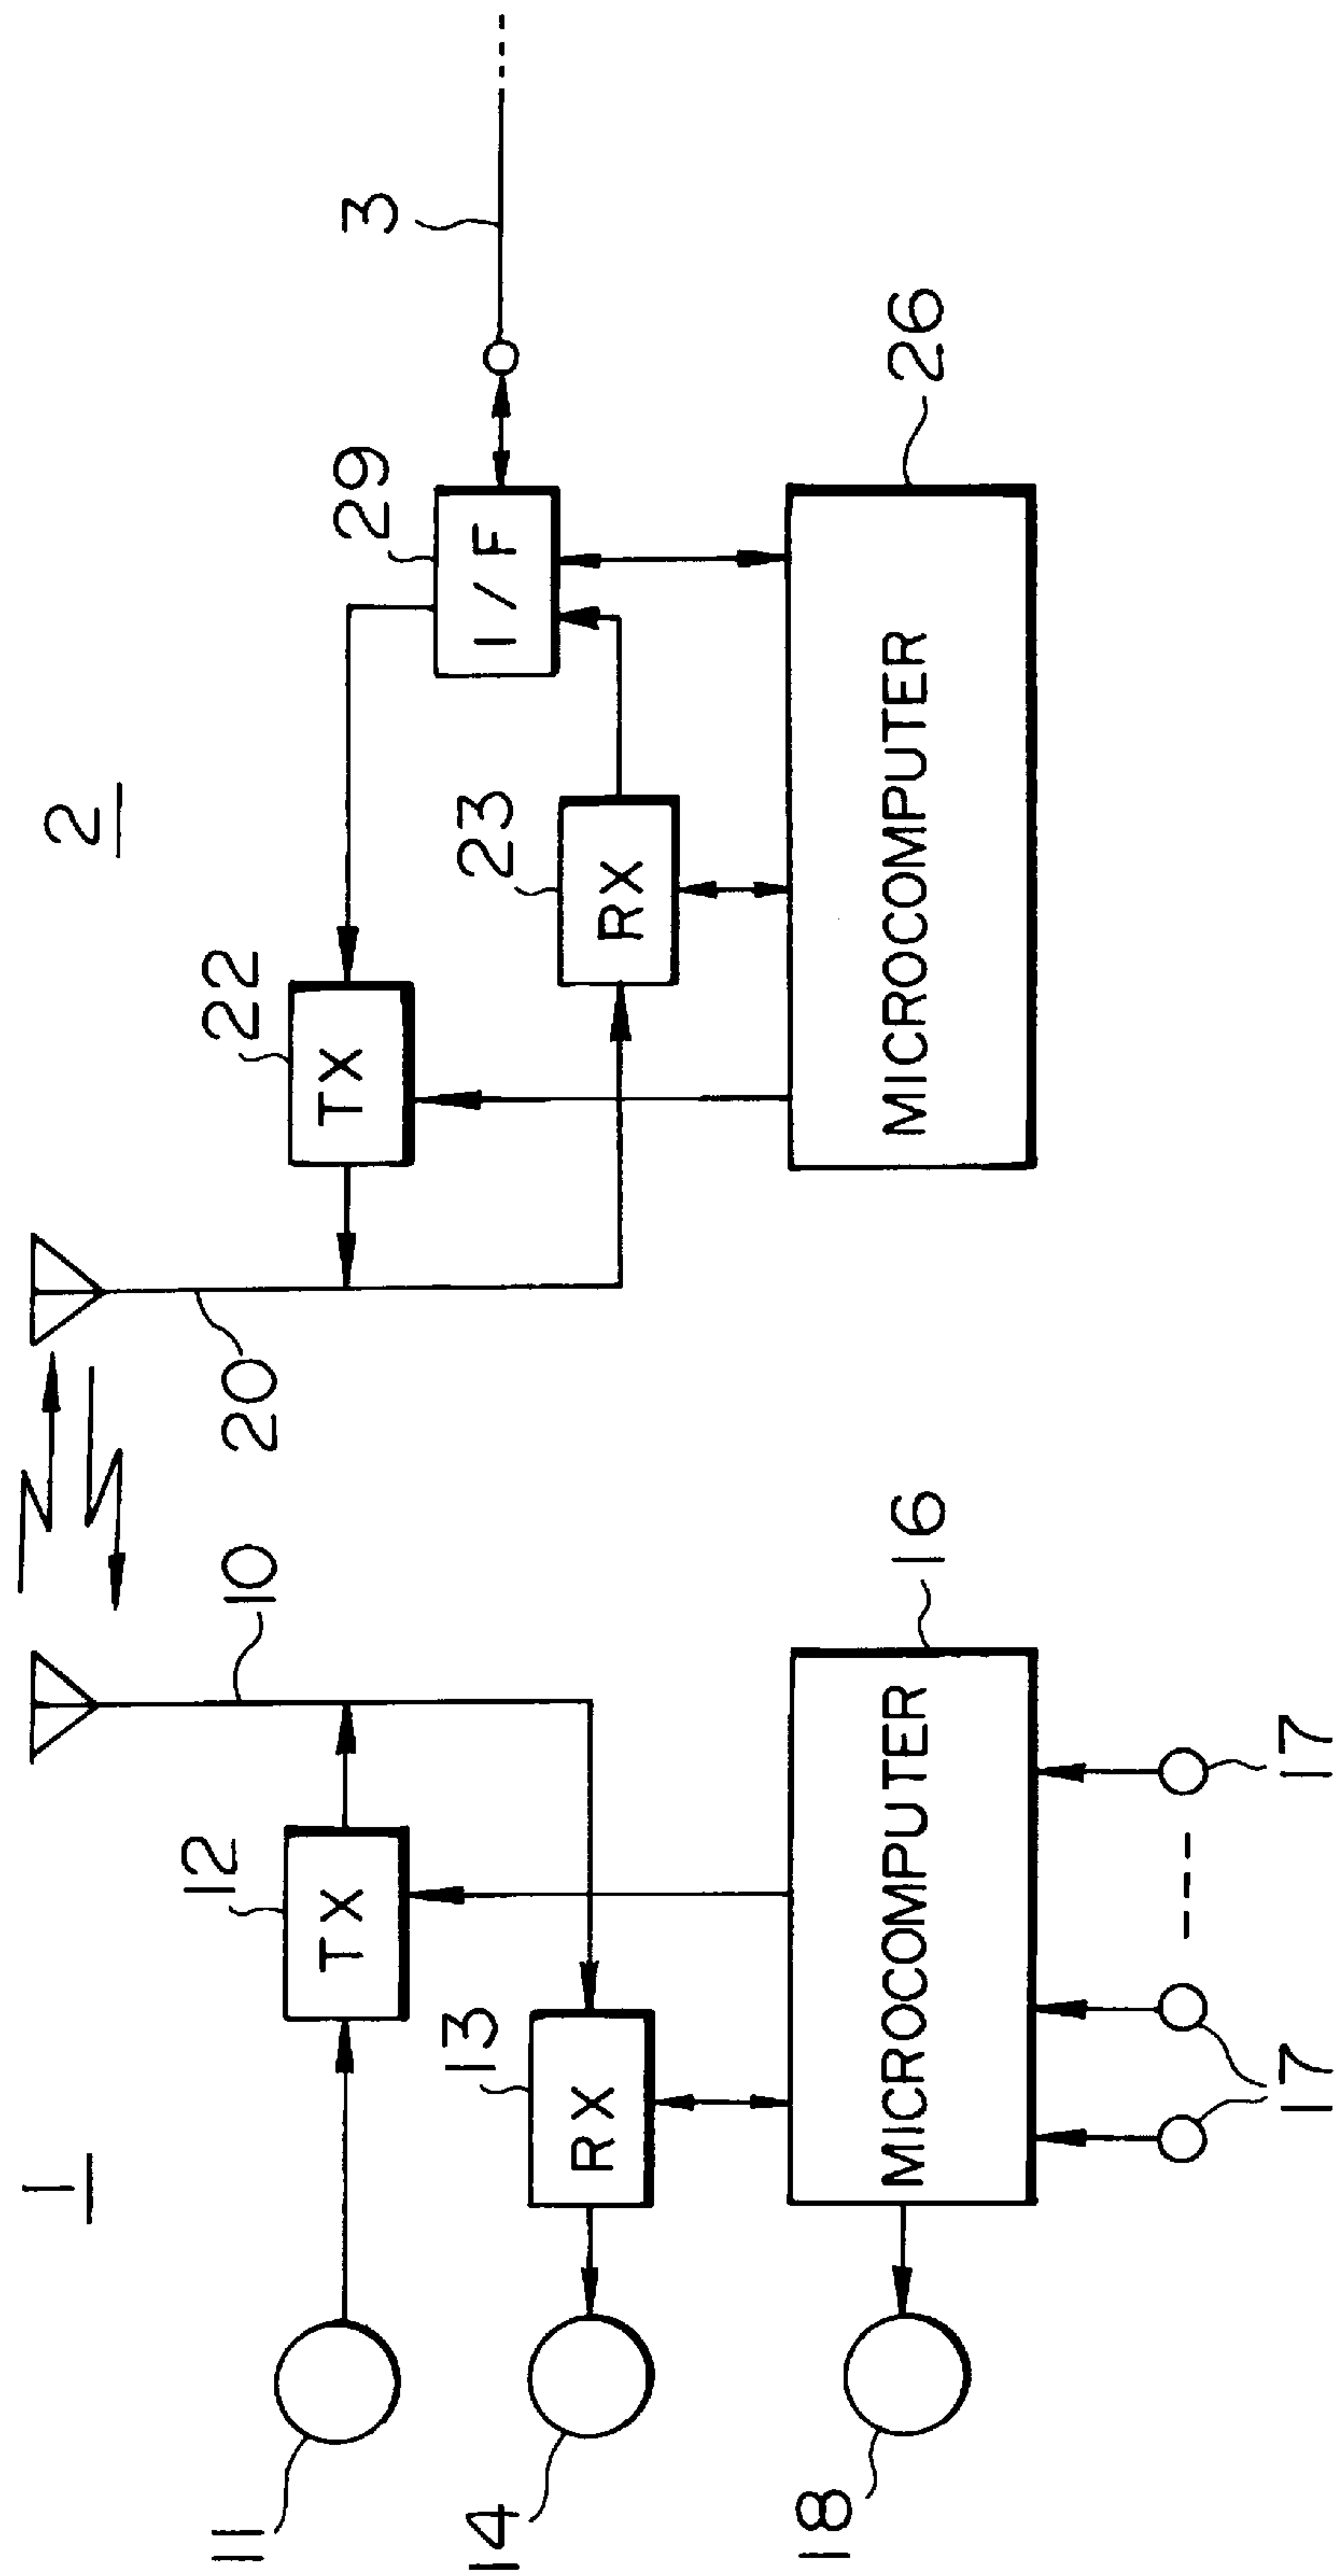 1
2
11
12
TX
10
20
22
TX
29
I/F
3
14
13
RX
23
RX
18
MICROCOMPUTER
16
MICROCOMPUTER
26
17
17